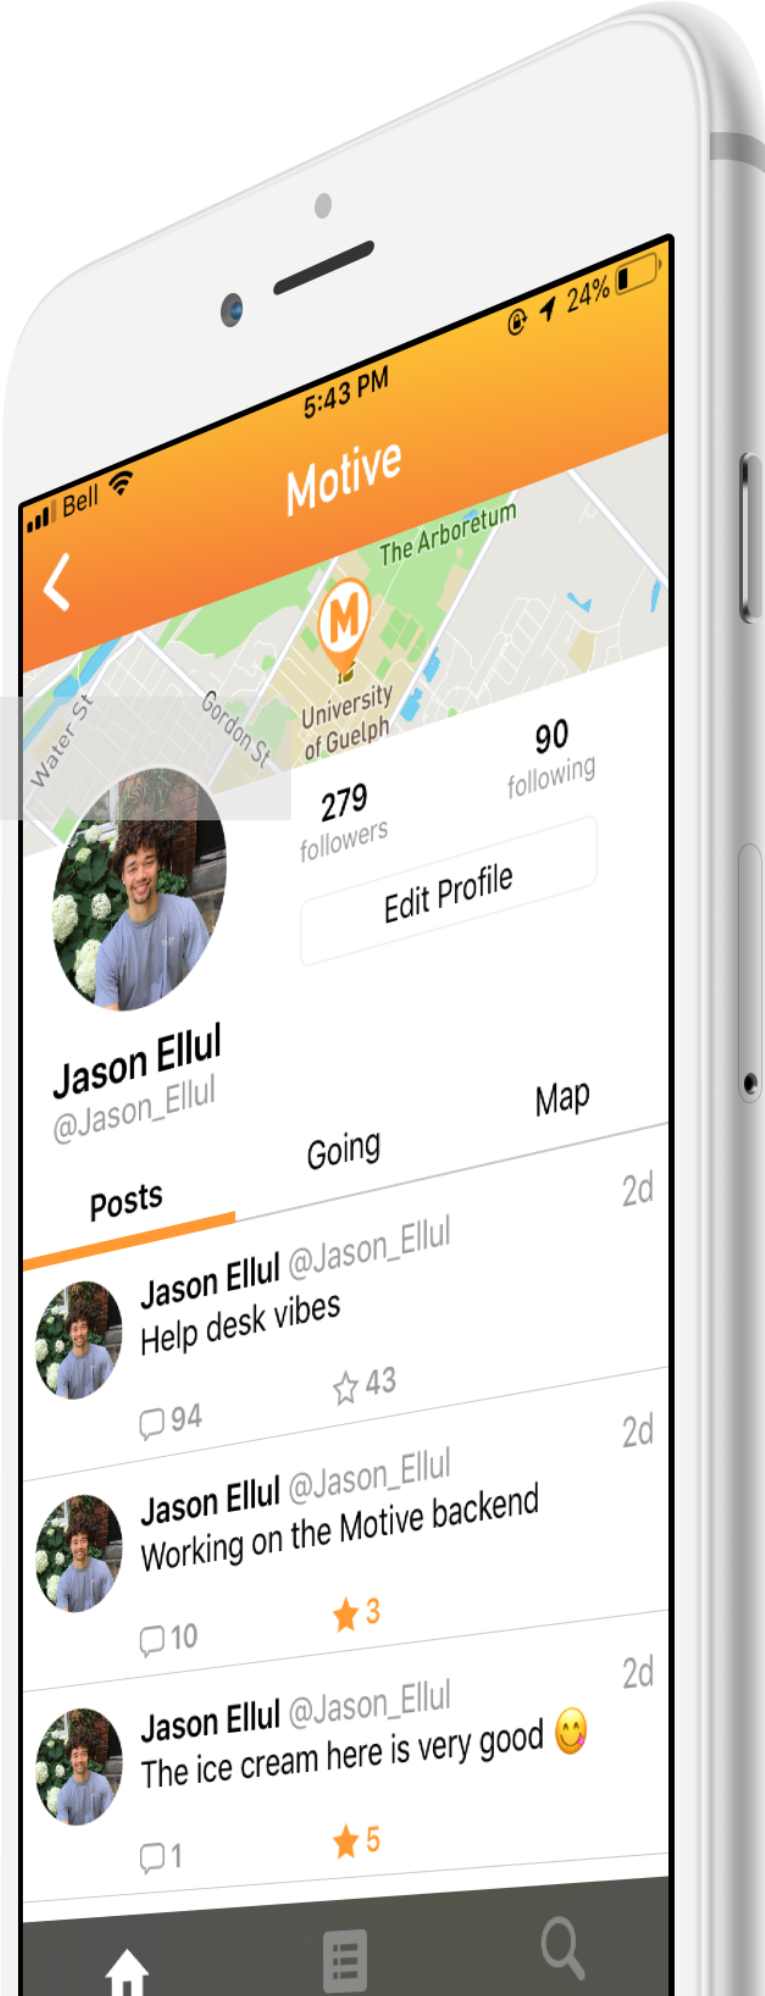 Bell
5:43 PM
24%
Motive
The Arboretum
M
Water St
Gordon St
University
of Guelph
279
followers
90
following
Edit Profile
Jason Ellul
@Jason_Ellul
Posts
Going
Map
Jason Ellul @Jason_Ellul
2d
Help desk vibes
94
43
Jason Ellul @Jason_Ellul
2d
Working on the Motive backend
10
3
Jason Ellul @Jason_Ellul
2d
The ice cream here is very good 😋
1
5